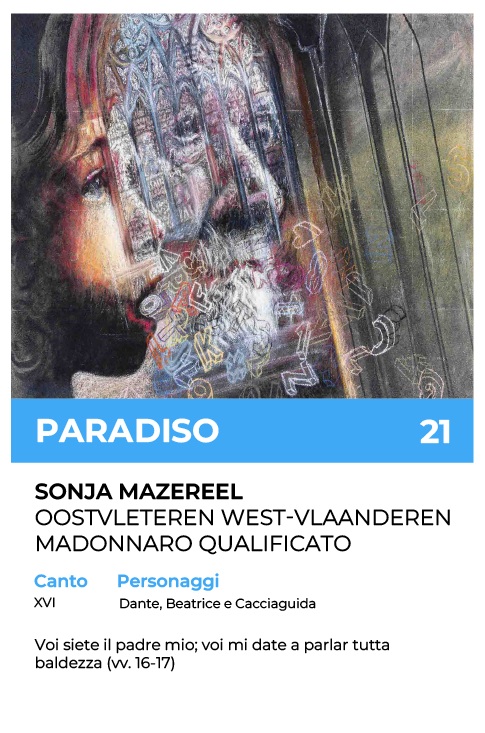 PARADISO 21
SONJA MAZEREEL
OOSTVLETEREN WEST-VLAANDEREN
MADONNARO QUALIFICATO
Canto Personaggi
XVI Dante, Beatrice e Cacciaguida
Voi siete il padre mio; voi mi date a parlar tutta
baldezza (vv. 16-17)